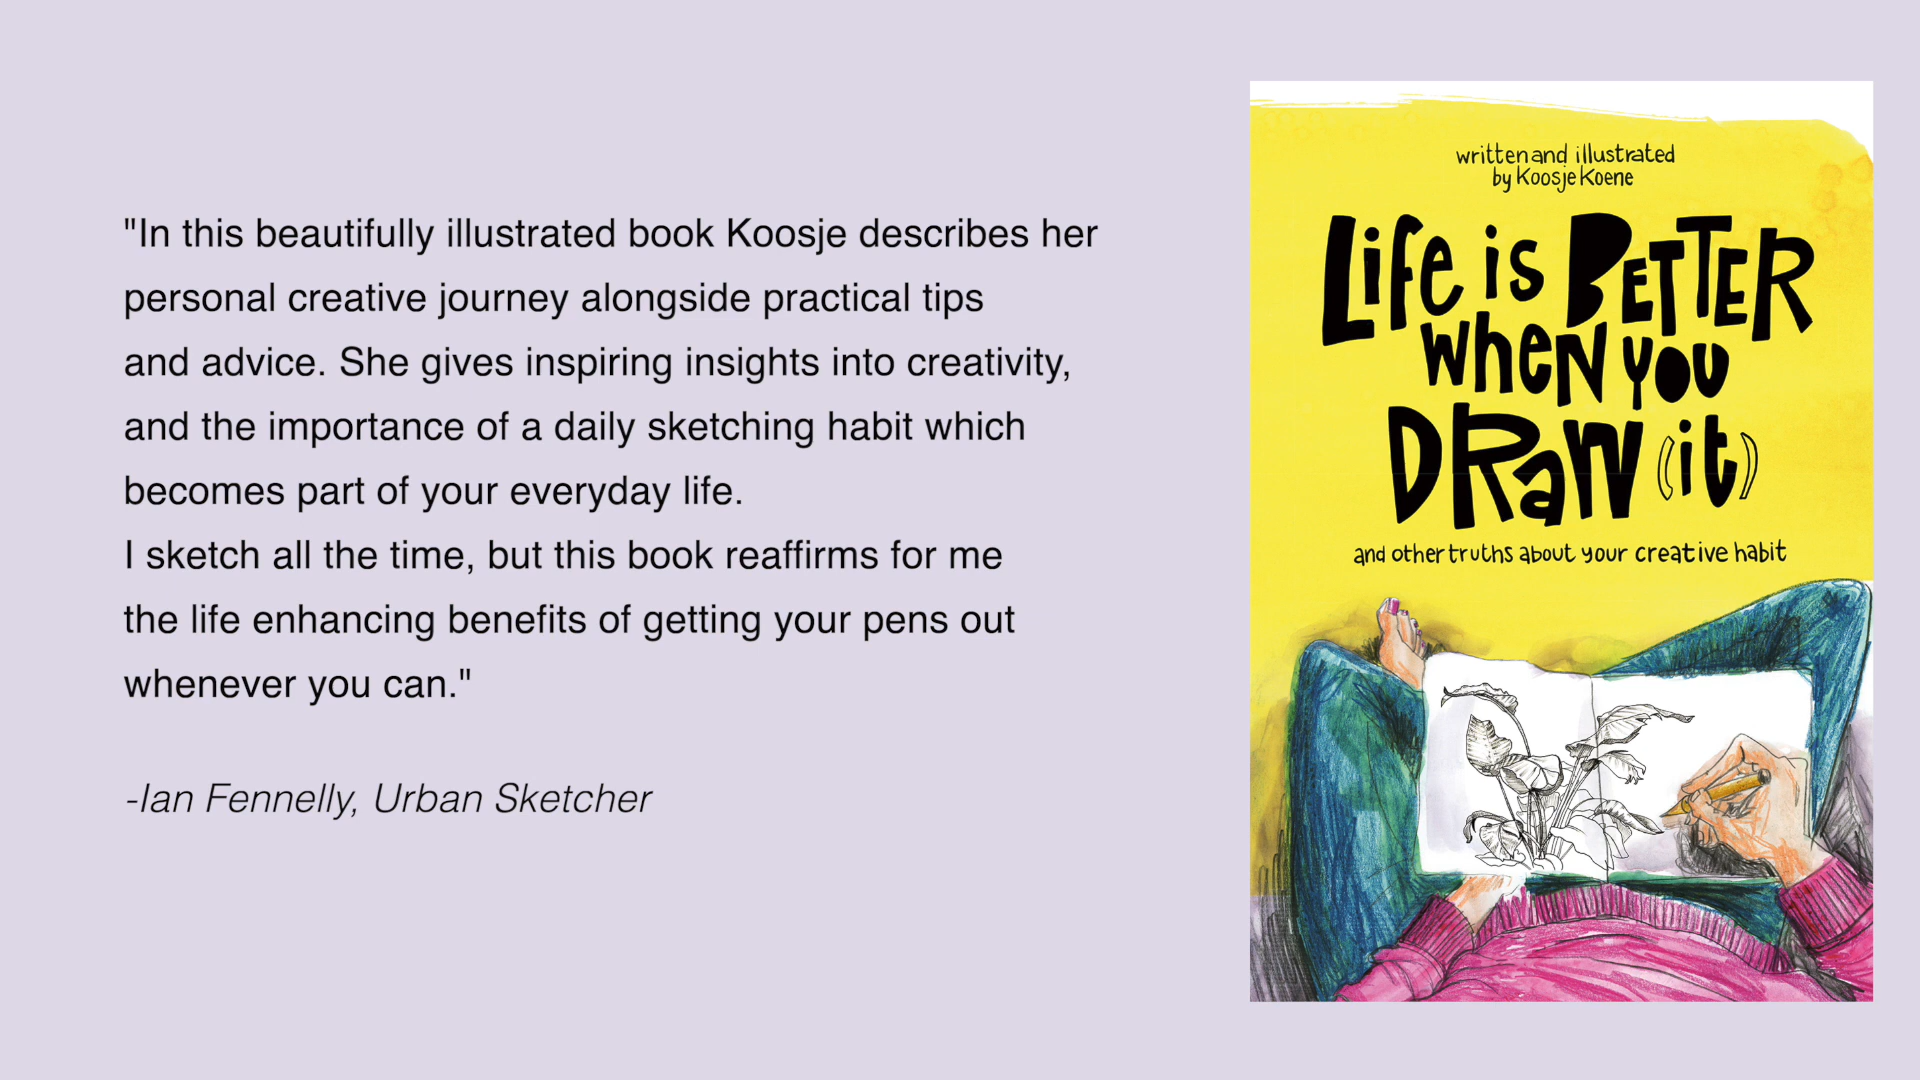 "In this beautifully illustrated book Koosje describes her
personal creative journey alongside practical tips
and advice. She gives inspiring insights into creativity,
and the importance of a daily sketching habit which
becomes part of your everyday life.
I sketch all the time, but this book reaffirms for me
the life enhancing benefits of getting your pens out
whenever you can."
-Ian Fennelly, Urban Sketcher
written and illustrated
by Koosje Koene
Life is BETTER
when you
DRaW (it)
and other truths about your creative habit